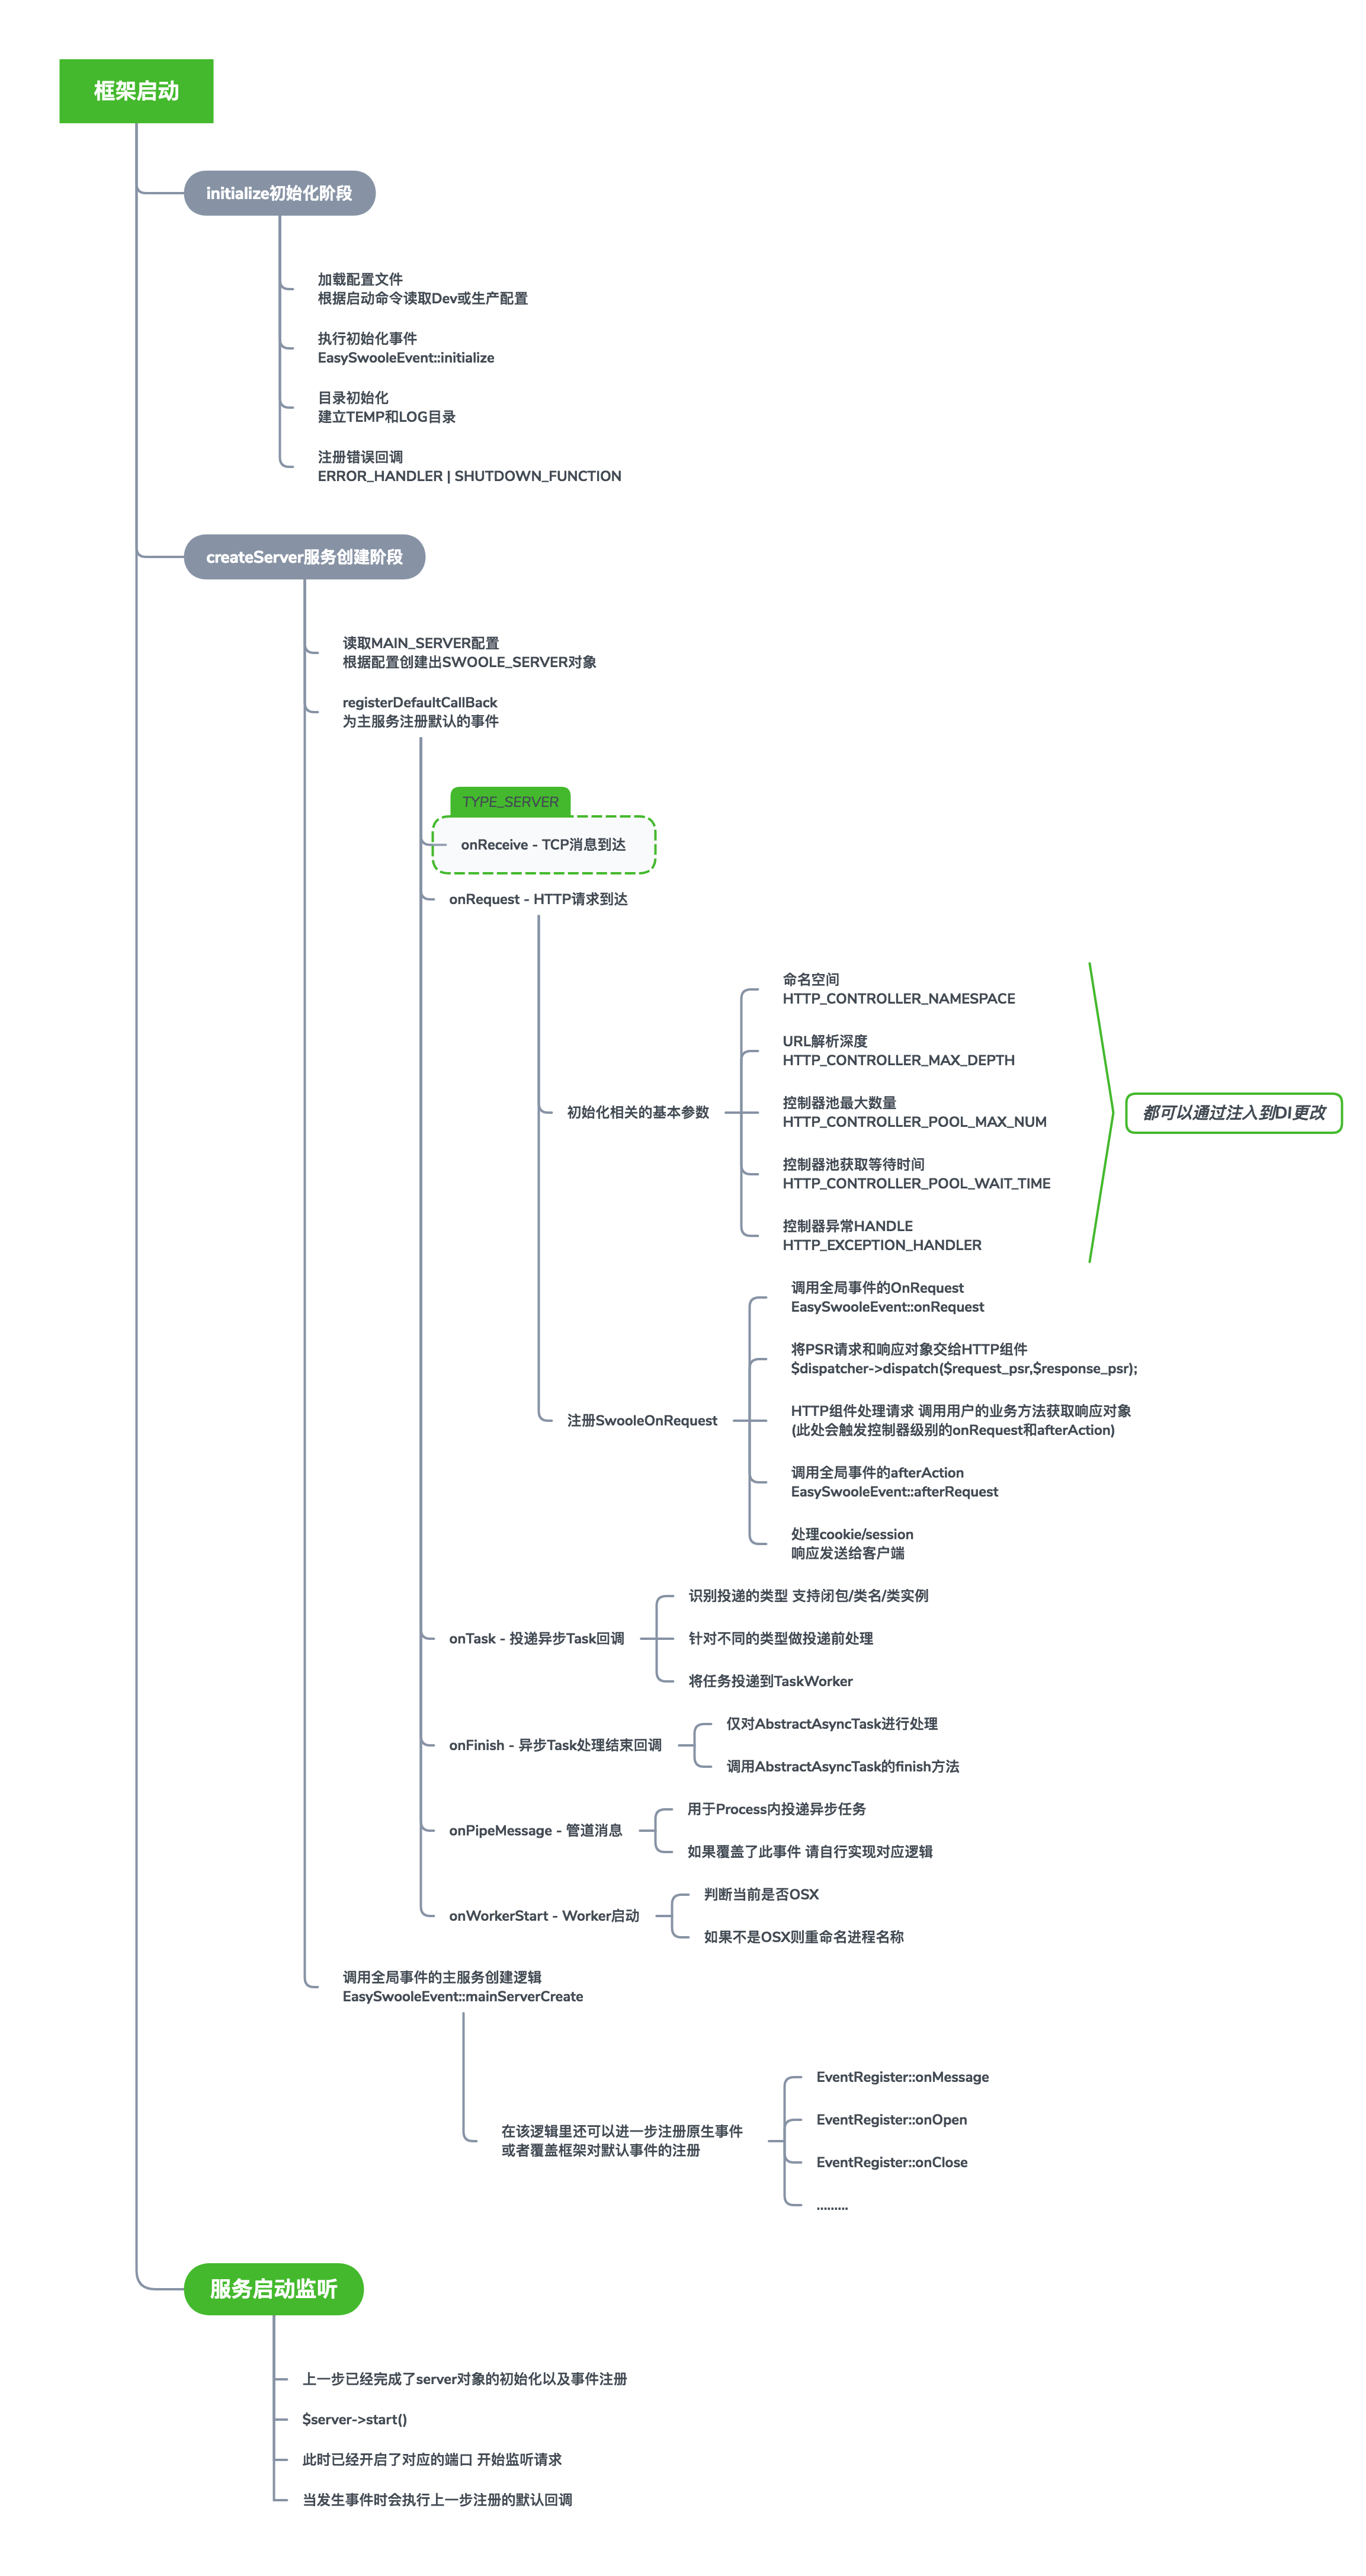 框架启动
initialize初始化阶段
加载配置文件
根据启动命令读取Dev或生产配置
执行初始化事件
EasySwooleEvent::initialize
目录初始化
建立TEMP和LOG目录
注册错误回调
ERROR_HANDLER | SHUTDOWN_FUNCTION
createServer服务创建阶段
读取MAIN_SERVER配置
根据配置创建出SWOOLE_SERVER对象
registerDefaultCallBack
为主服务注册默认的事件
TYPE_SERVER
onReceive - TCP消息到达
onRequest - HTTP请求到达
初始化相关的基本参数
命名空间
HTTP_CONTROLLER_NAMESPACE
URL解析深度
HTTP_CONTROLLER_MAX_DEPTH
控制器池最大数量
HTTP_CONTROLLER_POOL_MAX_NUM
控制器池获取等待时间
HTTP_CONTROLLER_POOL_WAIT_TIME
控制器异常HANDLE
HTTP_EXCEPTION_HANDLER
都可以通过注入到DI更改
注册SwooleOnRequest
调用全局事件的OnRequest
EasySwooleEvent::onRequest
将PSR请求和响应对象交给HTTP组件
$dispatcher->dispatch($request_psr,$response_psr);
HTTP组件处理请求 调用用户的业务方法获取响应对象
(此处会触发控制器级别的onRequest和afterAction)
调用全局事件的afterAction
EasySwooleEvent::afterRequest
处理cookie/session
响应发送给客户端
onTask - 投递异步Task回调
识别投递的类型 支持闭包/类名/类实例
针对不同的类型做投递前处理
将任务投递到TaskWorker
onFinish - 异步Task处理结束回调
仅对AbstractAsyncTask进行处理
调用AbstractAsyncTask的finish方法
onPipeMessage - 管道消息
用于Process内投递异步任务
如果覆盖了此事件 请自行实现对应逻辑
onWorkerStart - Worker启动
判断当前是否OSX
如果不是OSX则重命名进程名称
调用全局事件的主服务创建逻辑
EasySwooleEvent::mainServerCreate
在该逻辑里还可以进一步注册原生事件
或者覆盖框架对默认事件的注册
EventRegister::onMessage
EventRegister::onOpen
EventRegister::onClose
.........
服务启动监听
上一步已经完成了server对象的初始化以及事件注册
$server->start()
此时已经开启了对应的端口 开始监听请求
当发生事件时会执行上一步注册的默认回调